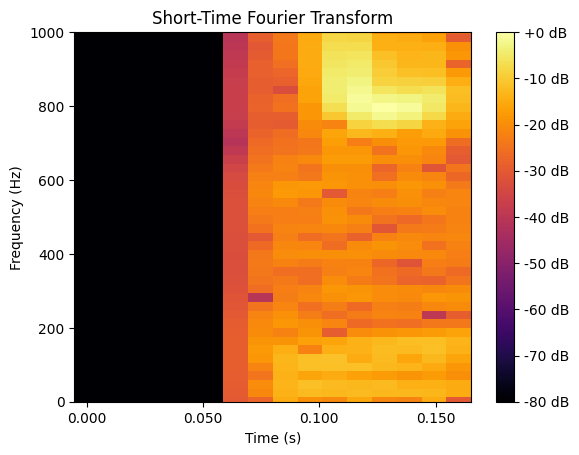 Short-Time Fourier Transform
1000
800
600
400
200
0
Frequency (Hz)
0.000
0.050
0.100
0.150
Time (s)
+0 dB
-10 dB
-20 dB
-30 dB
-40 dB
-50 dB
-60 dB
-70 dB
-80 dB